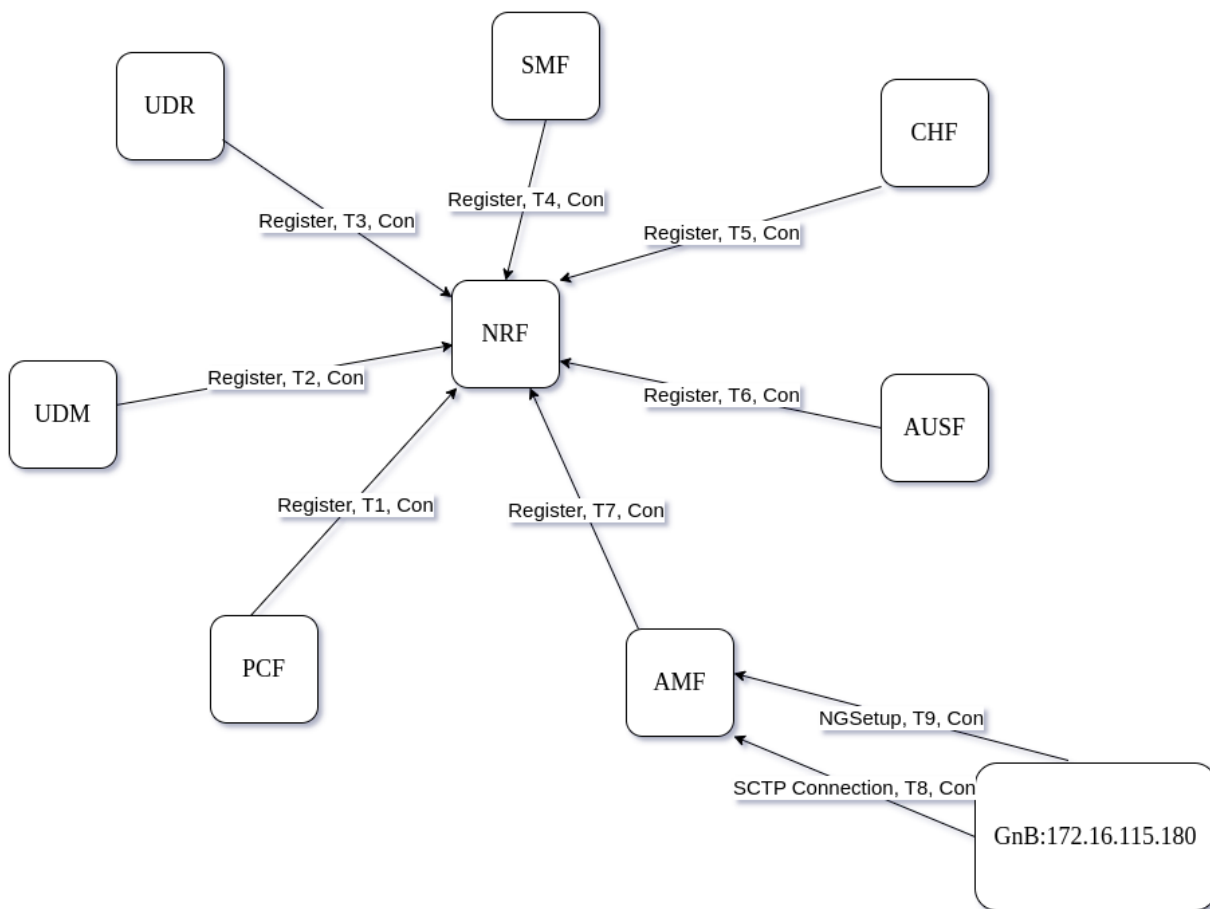 SMF
UDR
CHF
Register, T4, Con
Register, T3, Con
Register, T5, Con
NRF
Register, T2, Con
Register, T6, Con
UDM
AUSF
Register, T1, Con
Register, T7, Con
PCF
AMF
NGSetup, T9, Con
SCTP Connection, T8, Con
GnB:172.16.115.180